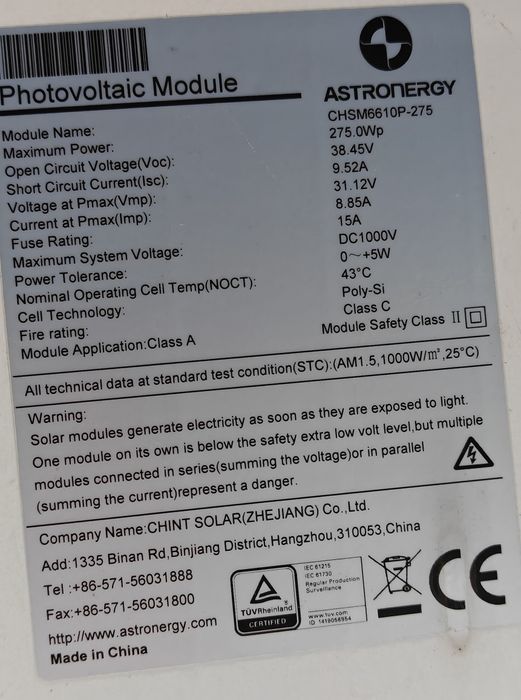 ASTRONERGY
Photovoltaic Module
Module Name: CHSM6610P-275
Maximum Power: 275.0Wp
Open Circuit Voltage(Voc): 38.45V
Short Circuit Current(Isc): 9.52A
Voltage at Pmax(Vmp): 31.12V
Current at Pmax(Imp): 8.85A
Fuse Rating: 15A
Maximum System Voltage: DC1000V
Power Tolerance: 0~+5W
Nominal Operating Cell Temp(NOCT): 43°C
Cell Technology: Poly-Si
Fire rating: Class C
Module Application:Class A Module Safety Class II
All technical data at standard test condition(STC):(AM1.5,1000W/m²,25°C)
Warning:
Solar modules generate electricity as soon as they are exposed to light.
One module on its own is below the safety extra low volt level,but multiple
modules connected in series(summing the voltage)or in parallel
(summing the current)represent a danger.
Company Name:CHINT SOLAR(ZHEJIANG) Co.,Ltd.
Add:1335 Binan Rd,Binjiang District,Hangzhou,310053,China
Tel :+86-571-56031888
Fax:+86-571-56031800
http://www.astronergy.com
Made in China
TÜVRheinland
CERTIFIED
IEC 61215
IEC 61730
Regular Production
Surveillance
www.tuv.com
ID 1419056954
CE